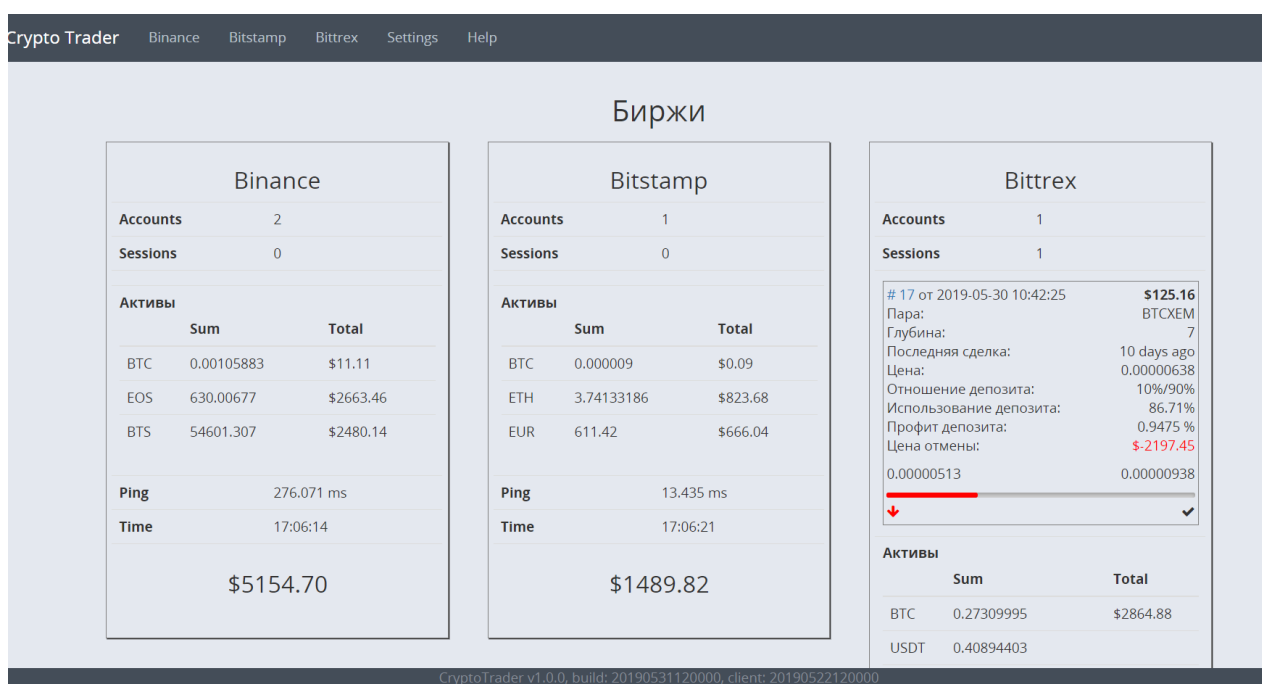 Crypto Trader Binance Bitstamp Bittrex Settings Help
Биржи
Binance
Accounts 2
Sessions 0
Активы
Sum Total
BTC 0.00105883 $11.11
EOS 630.00677 $2663.46
BTS 54601.307 $2480.14
Ping 276.071 ms
Time 17:06:14
$5154.70
Bitstamp
Accounts 1
Sessions 0
Активы
Sum Total
BTC 0.000009 $0.09
ETH 3.74133186 $823.68
EUR 611.42 $666.04
Ping 13.435 ms
Time 17:06:21
$1489.82
Bittrex
Accounts 1
Sessions 1
# 17 от 2019-05-30 10:42:25 $125.16
Пара: BTCXEM
Глубина: 7
Последняя сделка: 10 days ago
Цена: 0.00000638
Отношение депозита: 10%/90%
Использование депозита: 86.71%
Профит депозита: 0.9475 %
Цена отмены: $-2197.45
0.00000513 0.00000938
Активы
Sum Total
BTC 0.27309995 $2864.88
USDT 0.40894403
CryptoTrader v1.0.0, build: 20190531120000, client: 20190522120000